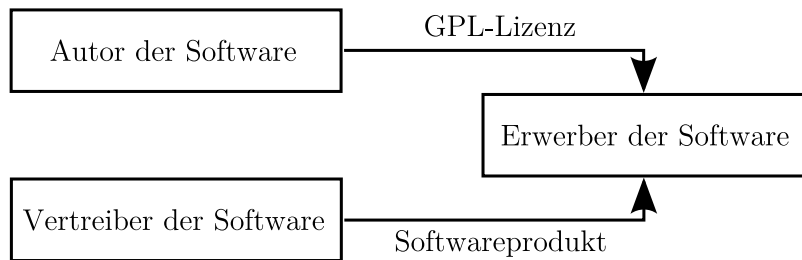 GPL-Lizenz
Autor der Software
Erwerber der Software
Vertreiber der Software
Softwareprodukt